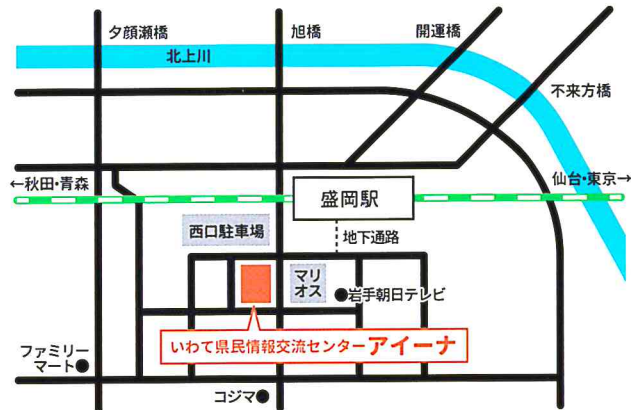 夕顔瀬橋
旭橋
開運橋
北上川
不来方橋
←秋田・青森
仙台・東京→
盛岡駅
西口駐車場
地下通路
マリ
オス
岩手朝日テレビ
いわて県民情報交流センター アイーナ
ファミリー
マート
コジマ